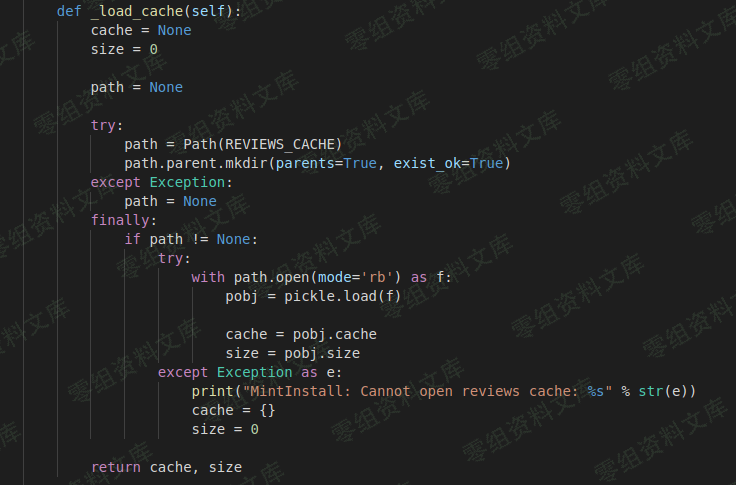 def _load_cache(self):
    cache = None
    size = 0

    path = None

    try:
        path = Path(REVIEWS_CACHE)
        path.parent.mkdir(parents=True, exist_ok=True)
    except Exception:
        path = None
    finally:
        if path != None:
            try:
                with path.open(mode='rb') as f:
                    pobj = pickle.load(f)

                    cache = pobj.cache
                    size = pobj.size
            except Exception as e:
                print("MintInstall: Cannot open reviews cache: %s" % str(e))
                cache = {}
                size = 0

    return cache, size
零组资料文库